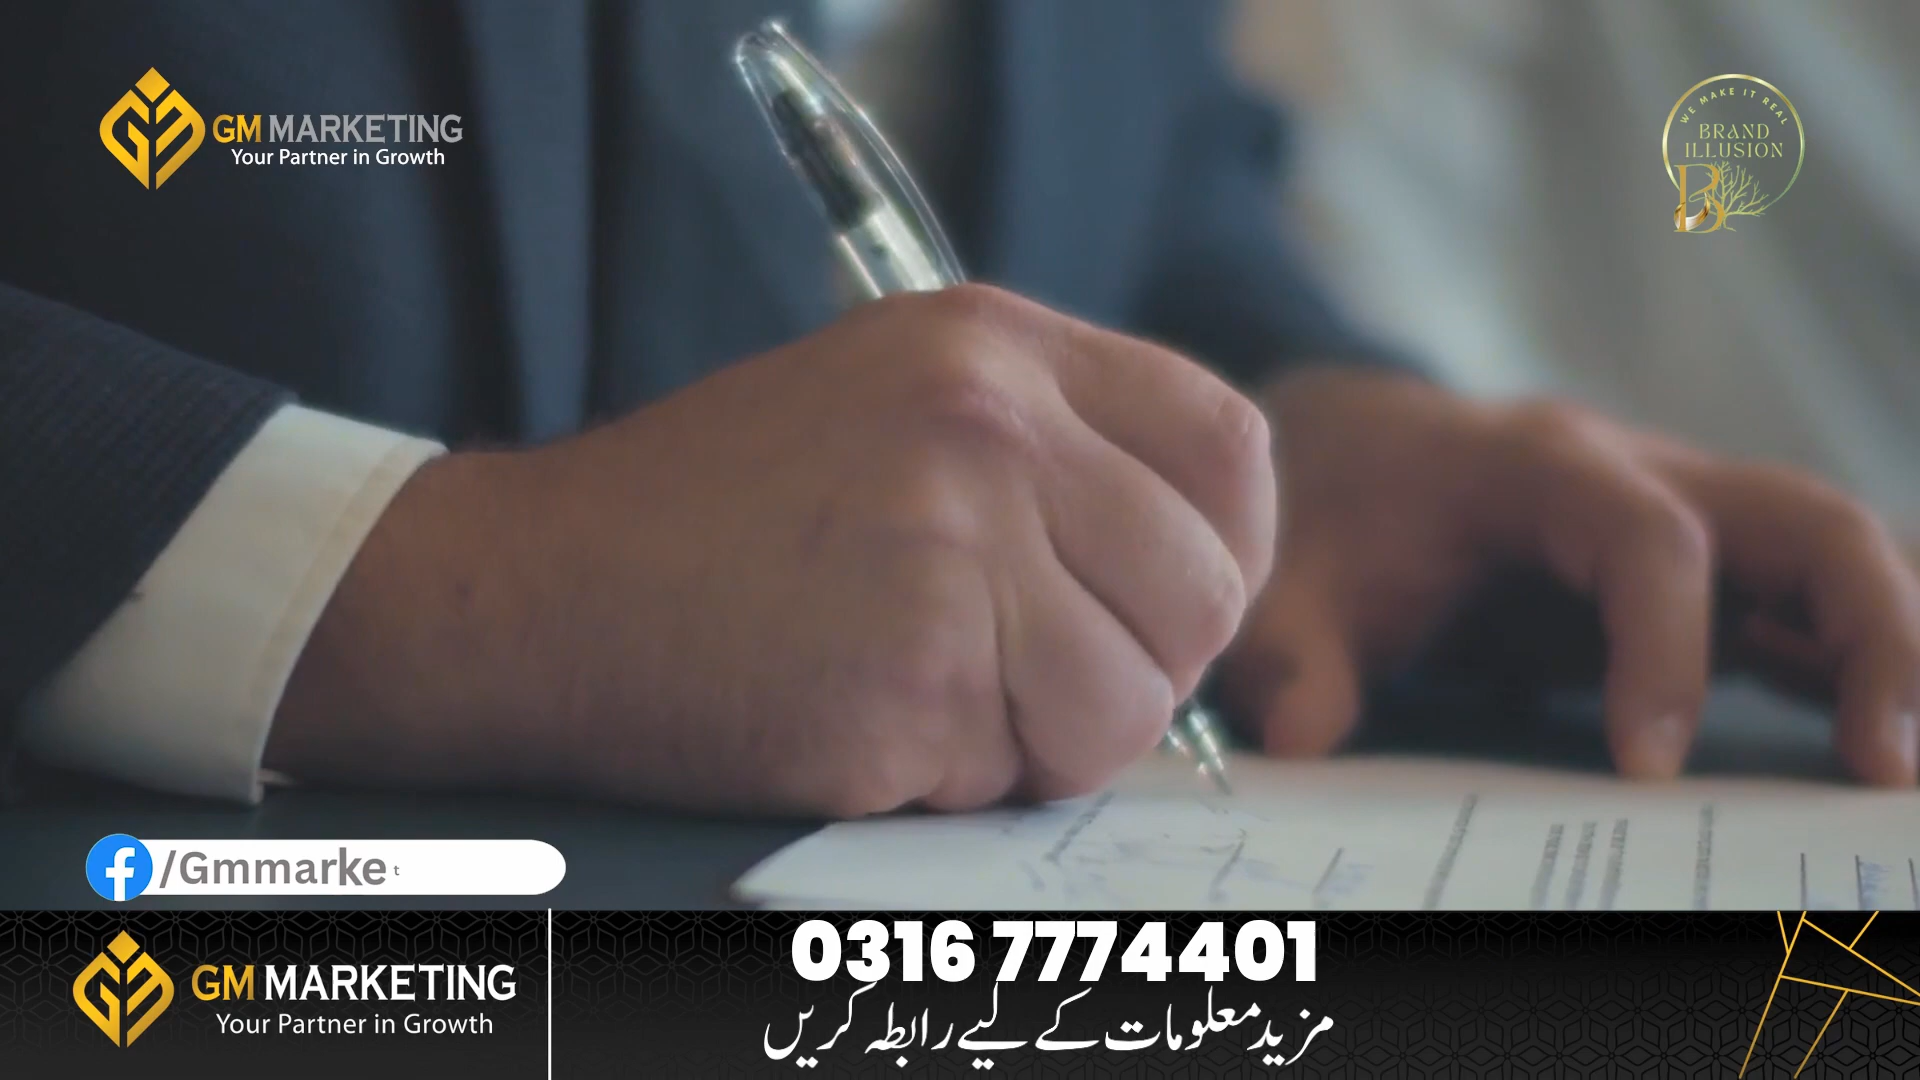 GM MARKETING
Your Partner in Growth
WE MAKE IT REAL
BRAND
ILLUSION
B
/Gmmarket
GM MARKETING
Your Partner in Growth
0316 7774401
مزید معلومات کے لیے رابطہ کریں